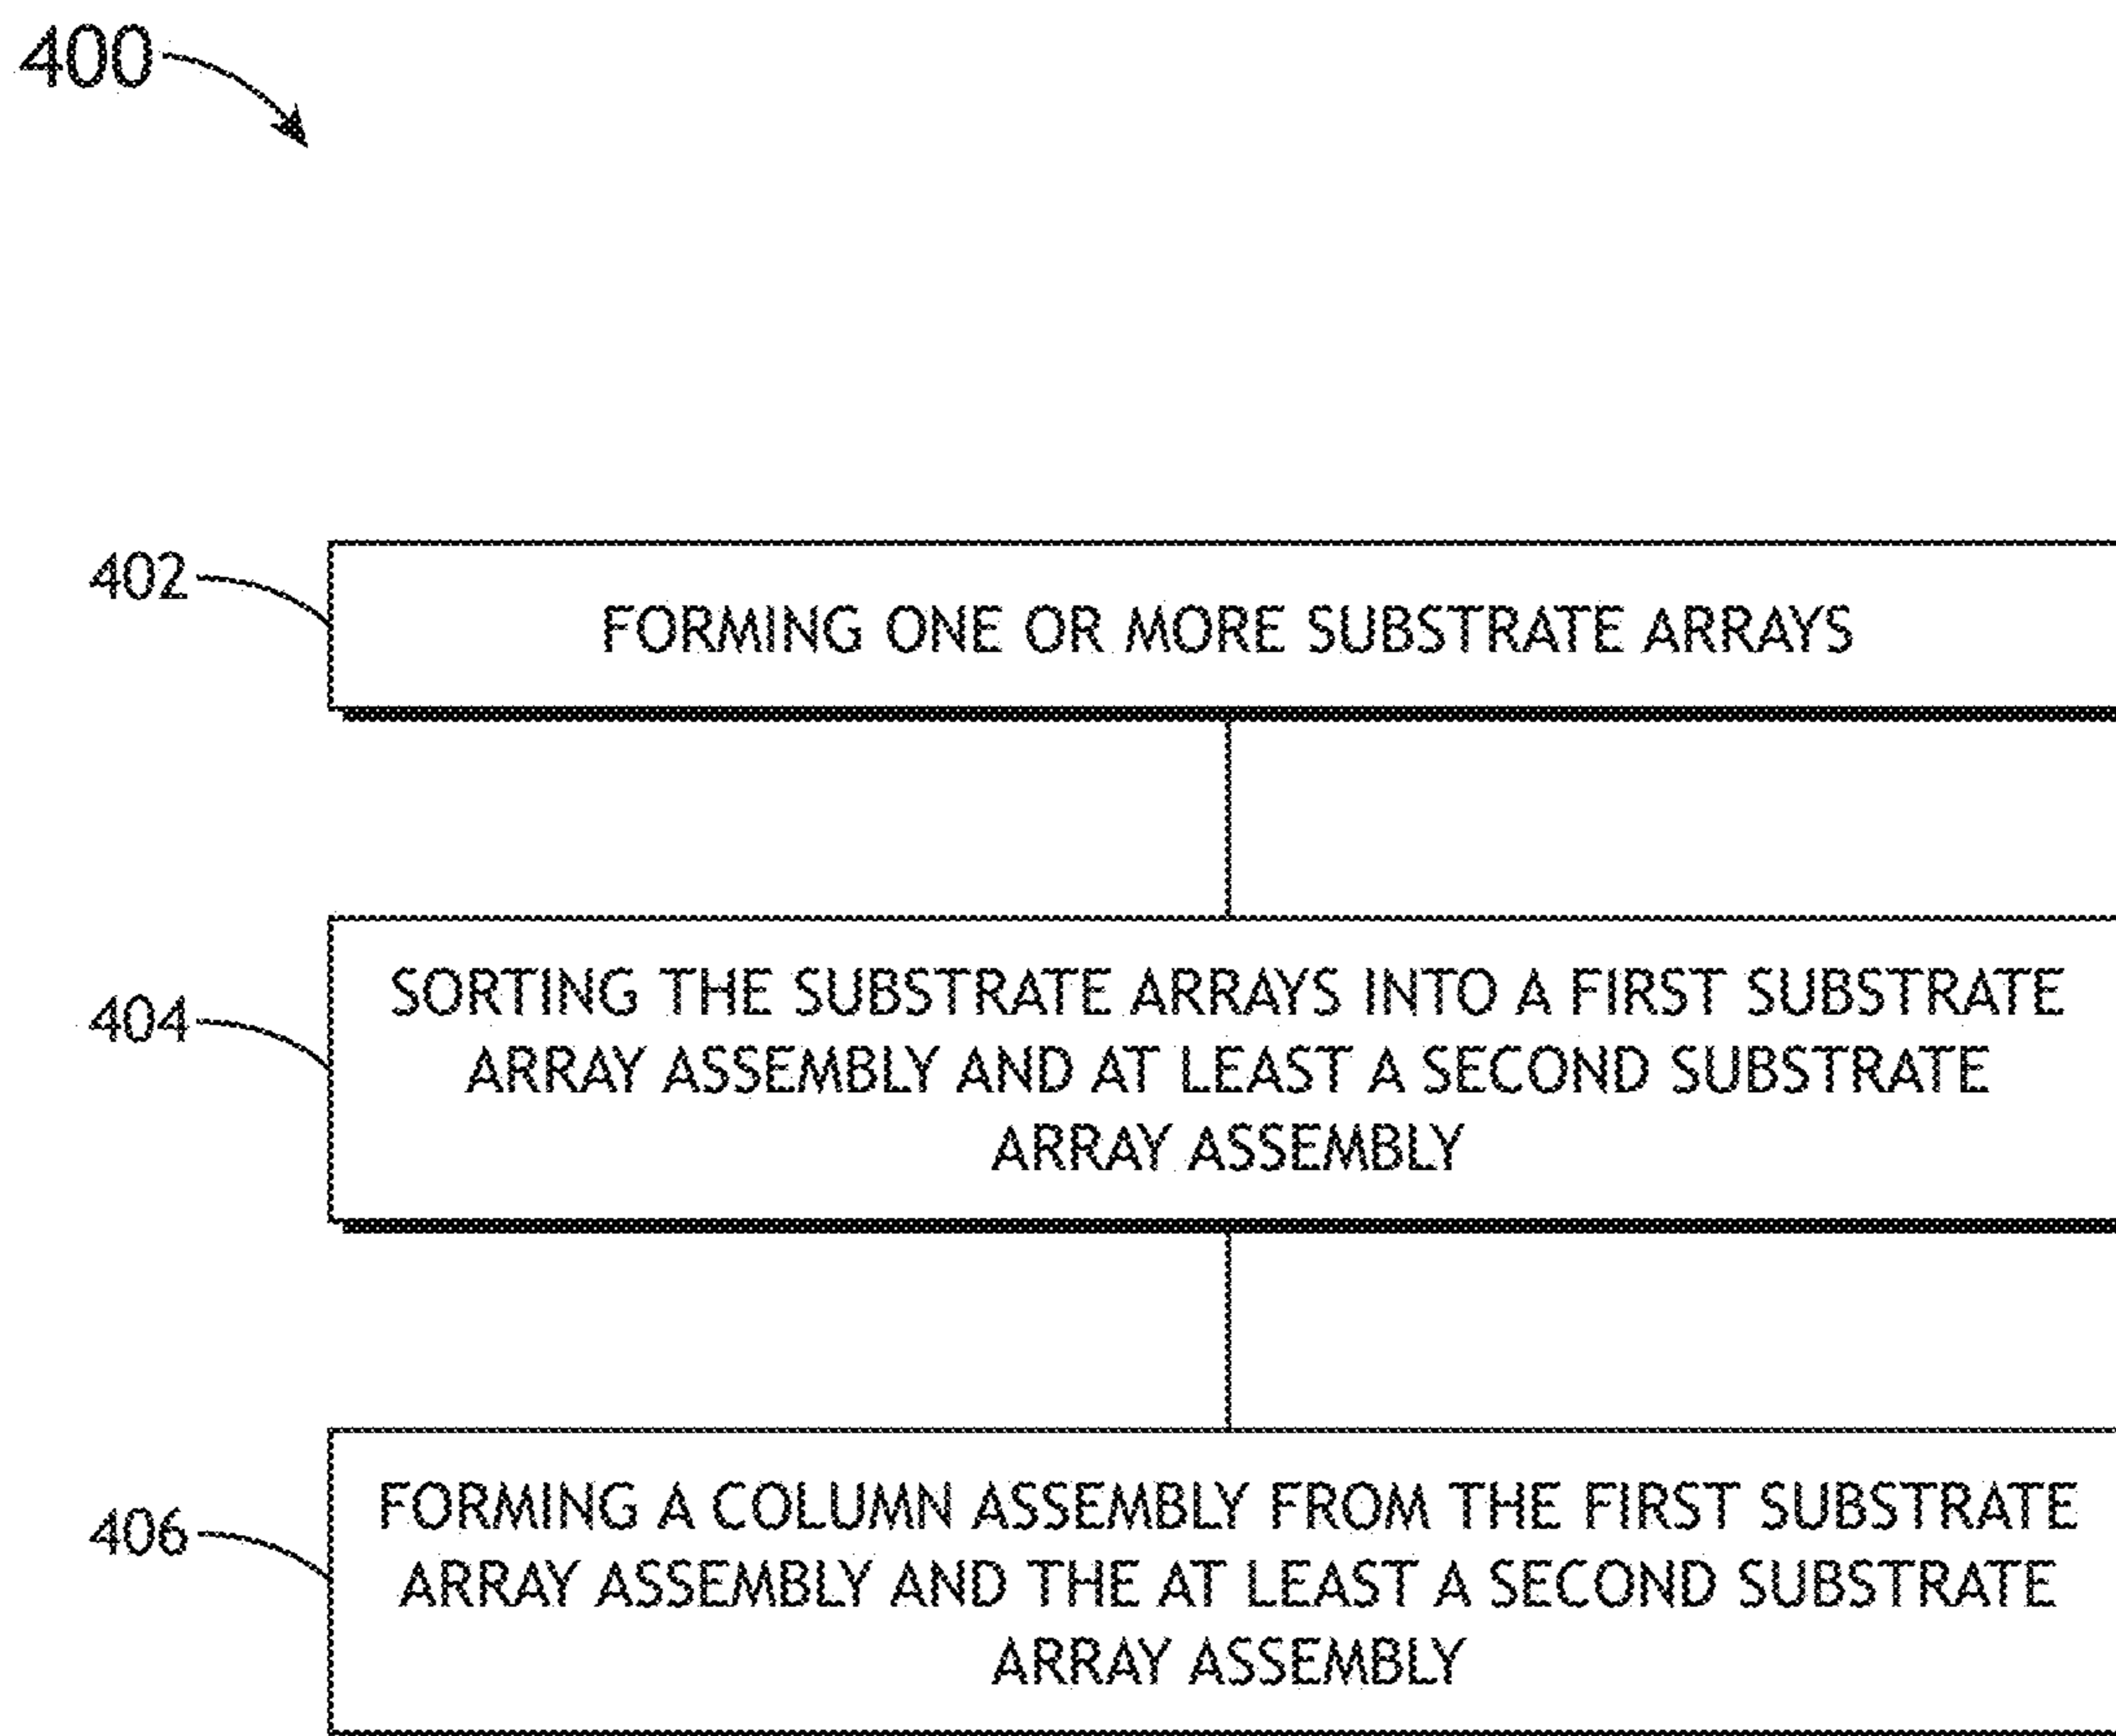 400
402
FORMING ONE OR MORE SUBSTRATE ARRAYS
404
SORTING THE SUBSTRATE ARRAYS INTO A FIRST SUBSTRATE
ARRAY ASSEMBLY AND AT LEAST A SECOND SUBSTRATE
ARRAY ASSEMBLY
406
FORMING A COLUMN ASSEMBLY FROM THE FIRST SUBSTRATE
ARRAY ASSEMBLY AND THE AT LEAST A SECOND SUBSTRATE
ARRAY ASSEMBLY